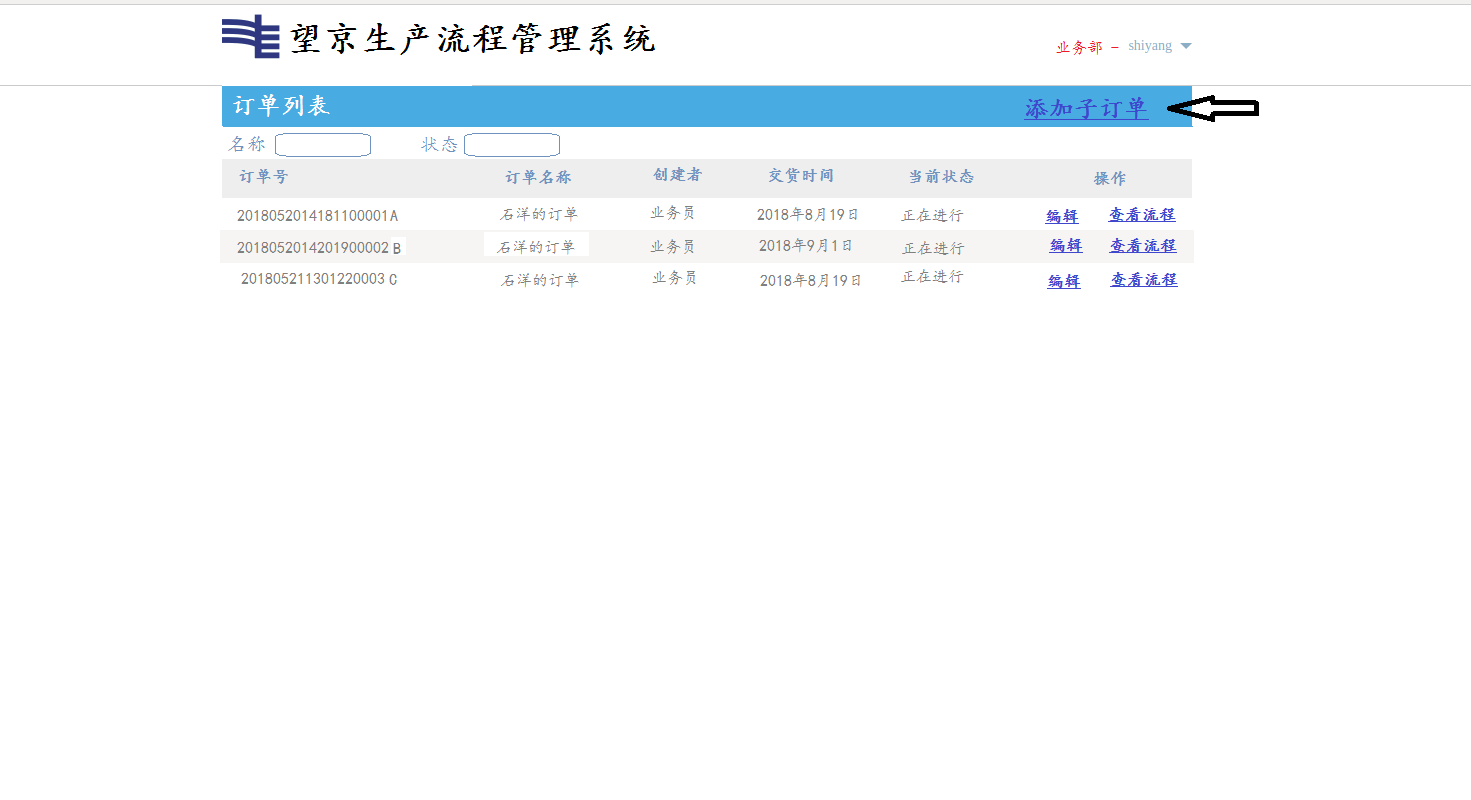 望京生产流程管理系统
业务部 – shiyang
订单列表 添加子订单
名称 状态
订单号 订单名称 创建者 交货时间 当前状态 操作
2018052014181100001A 石洋的订单 业务员 2018年8月19日 正在进行 编辑 查看流程
2018052014201900002 B 石洋的订单 业务员 2018年9月1日 正在进行 编辑 查看流程
201805211301220003 C 石洋的订单 业务员 2018年8月19日 正在进行 编辑 查看流程